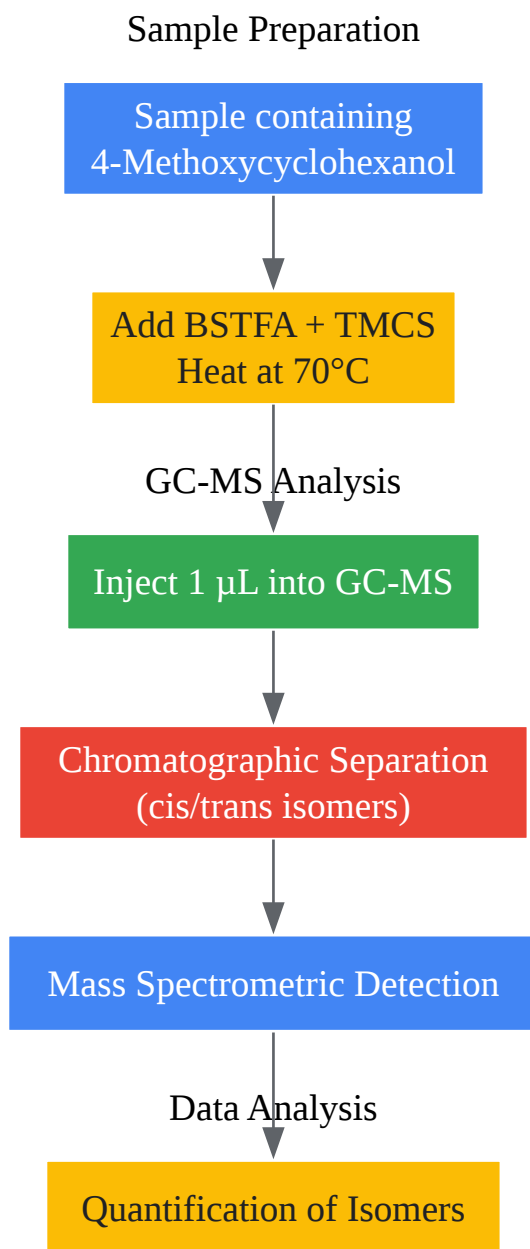 Sample Preparation
Sample containing
4-Methoxycyclohexanol
Add BSTFA + TMCS
Heat at 70°C
GC-MS Analysis
Inject 1 µL into GC-MS
Chromatographic Separation
(cis/trans isomers)
Mass Spectrometric Detection
Data Analysis
Quantification of Isomers